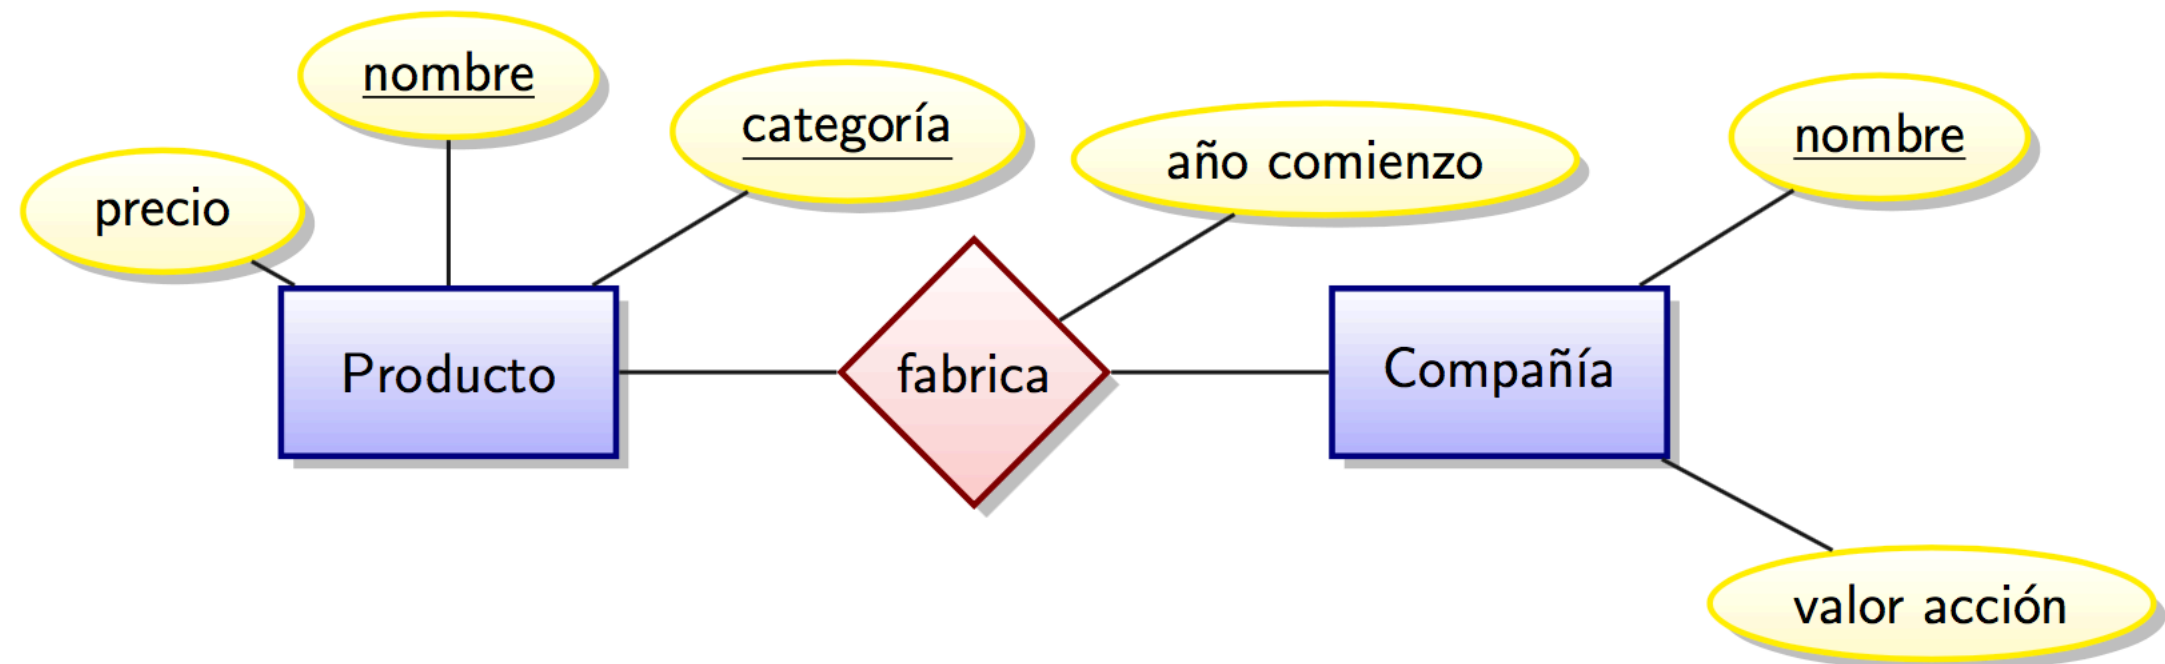 nombre
categoría
año comienzo
nombre
precio
Producto
fabrica
Compañía
valor acción